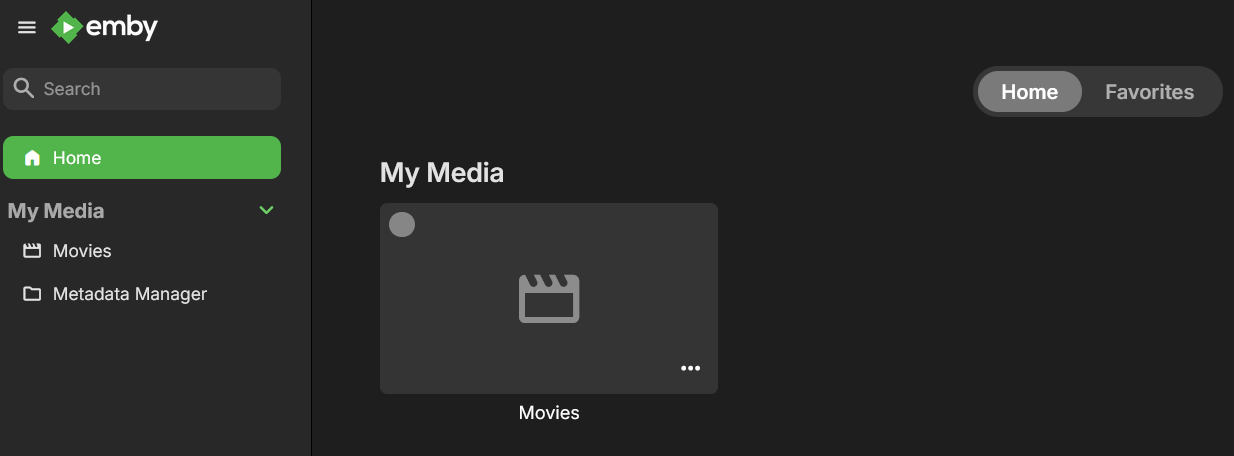 emby
Search
Home
My Media
Movies
Metadata Manager
Home Favorites
My Media
Movies